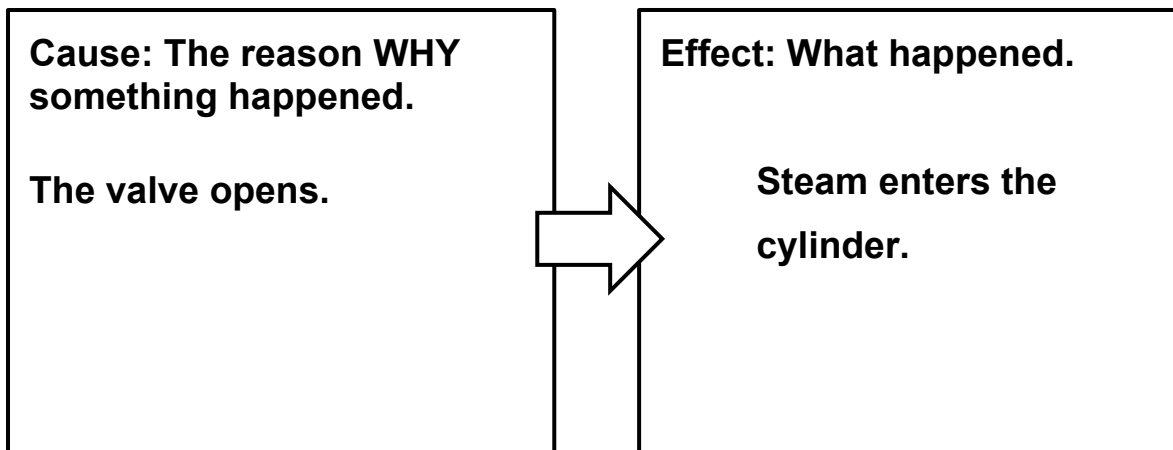 Cause: The reason WHY
something happened.
The valve opens.
Effect: What happened.
Steam enters the
cylinder.